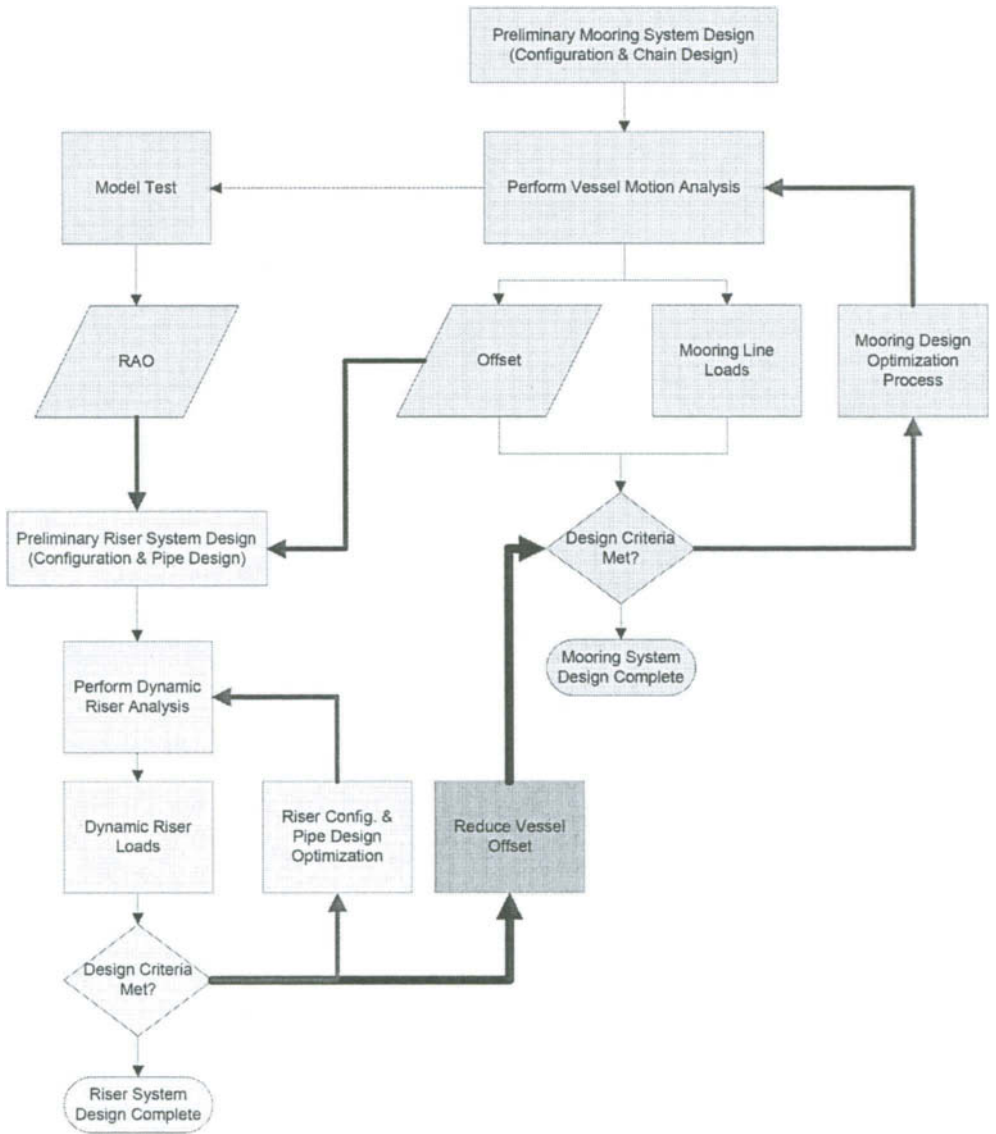 Preliminary Mooring System Design
(Configuration & Chain Design)
Model Test
Perform Vessel Motion Analysis
RAO
Offset
Mooring Line
Loads
Mooring Design
Optimization
Process
Preliminary Riser System Design
(Configuration & Pipe Design)
Design Criteria
Met?
Mooring System
Design Complete
Perform Dynamic
Riser Analysis
Dynamic Riser
Loads
Riser Config. &
Pipe Design
Optimization
Reduce Vessel
Offset
Design Criteria
Met?
Riser System
Design Complete